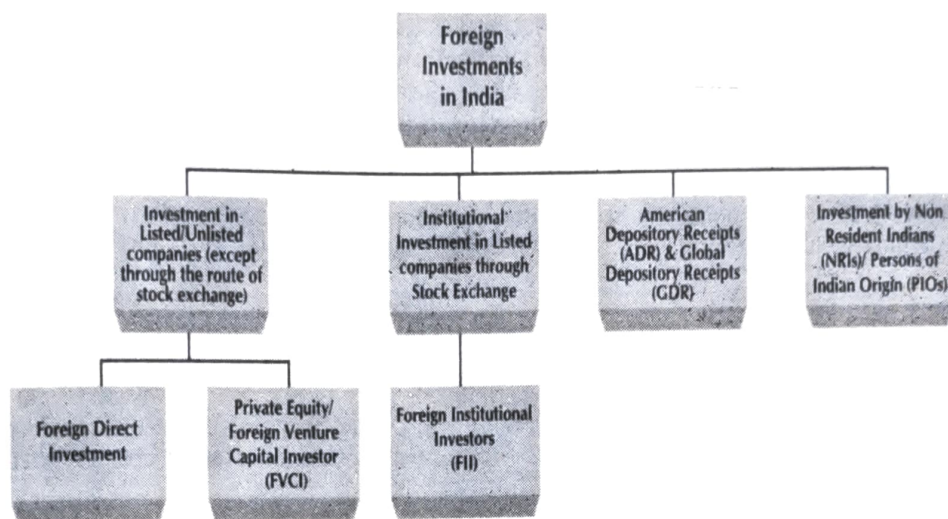 Foreign
Investments
in India
Investment in
Listed/Unlisted
companies (except
through the route of
stock exchange)
Institutional
Investment in Listed
companies through
Stock Exchange
American
Depository Receipts
(ADR) & Global
Depository Receipts
(GDR)
Investment by Non
Resident Indians
(NRIs)/ Persons of
Indian Origin (PIOs)
Foreign Direct
Investment
Private Equity/
Foreign Venture
Capital Investor
(FVCI)
Foreign Institutional
Investors
(FII)